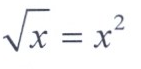 √x = x²